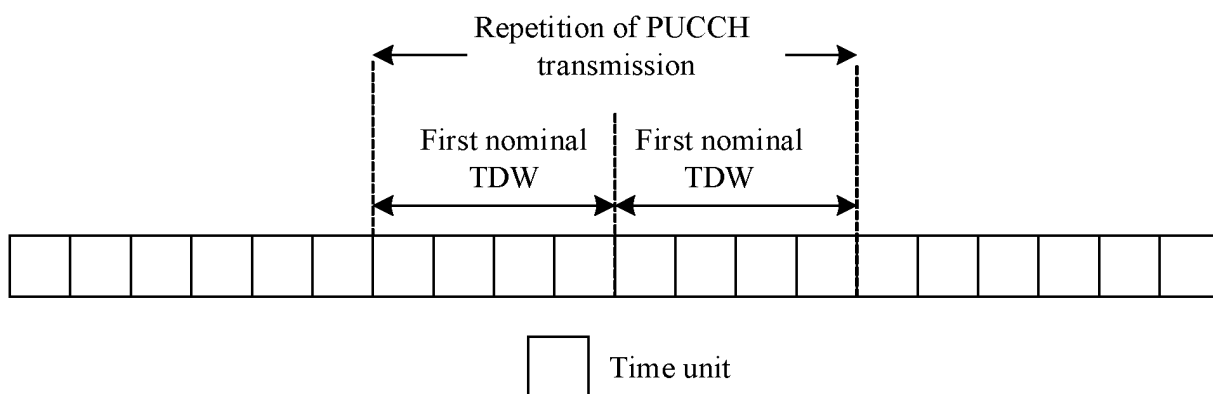 Repetition of PUCCH
transmission
First nominal
TDW
First nominal
TDW
Time unit